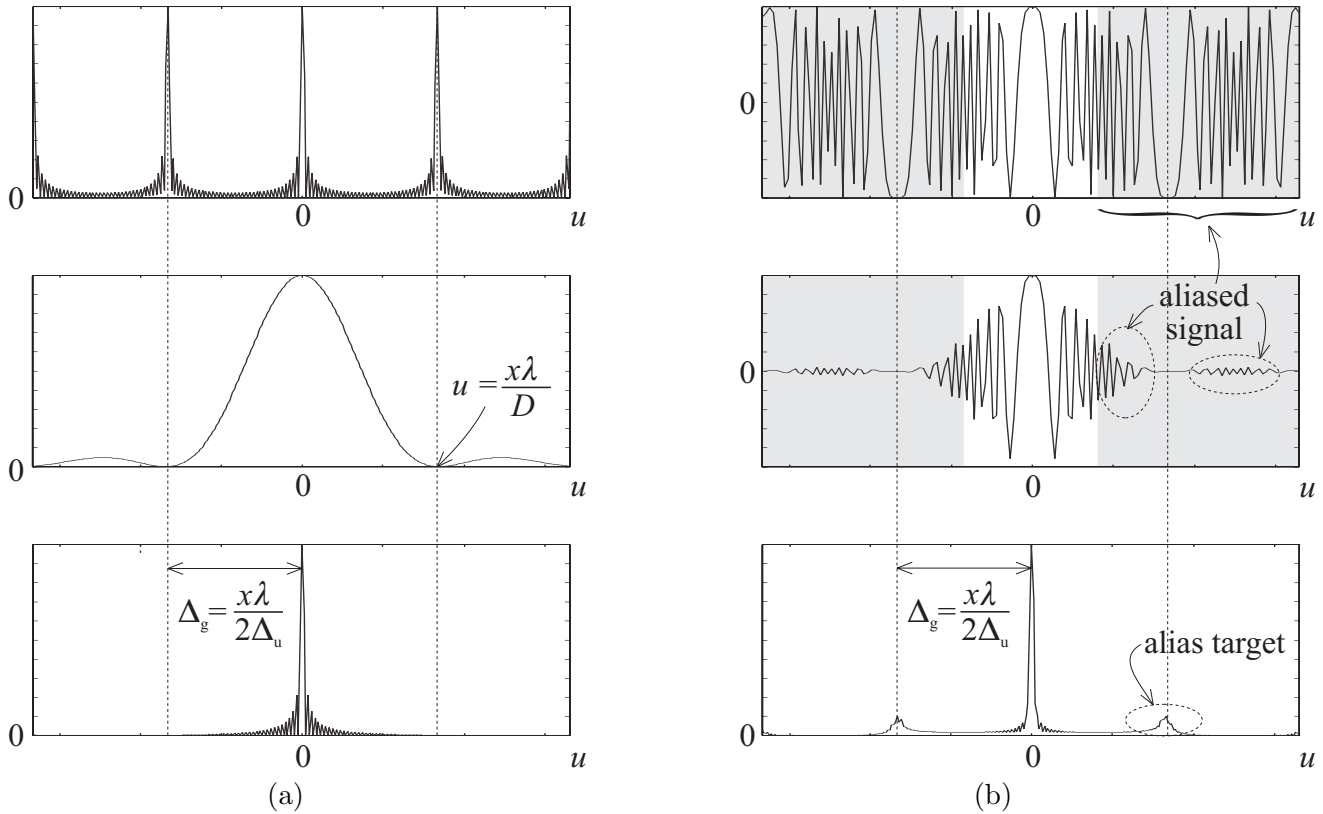 0
0
u
0
0
u
u = xλ/D
0
0
u
Δg = xλ/2Δu
(a)
0
0
u
0
0
u
aliased
signal
0
0
u
Δg = xλ/2Δu
alias target
(b)